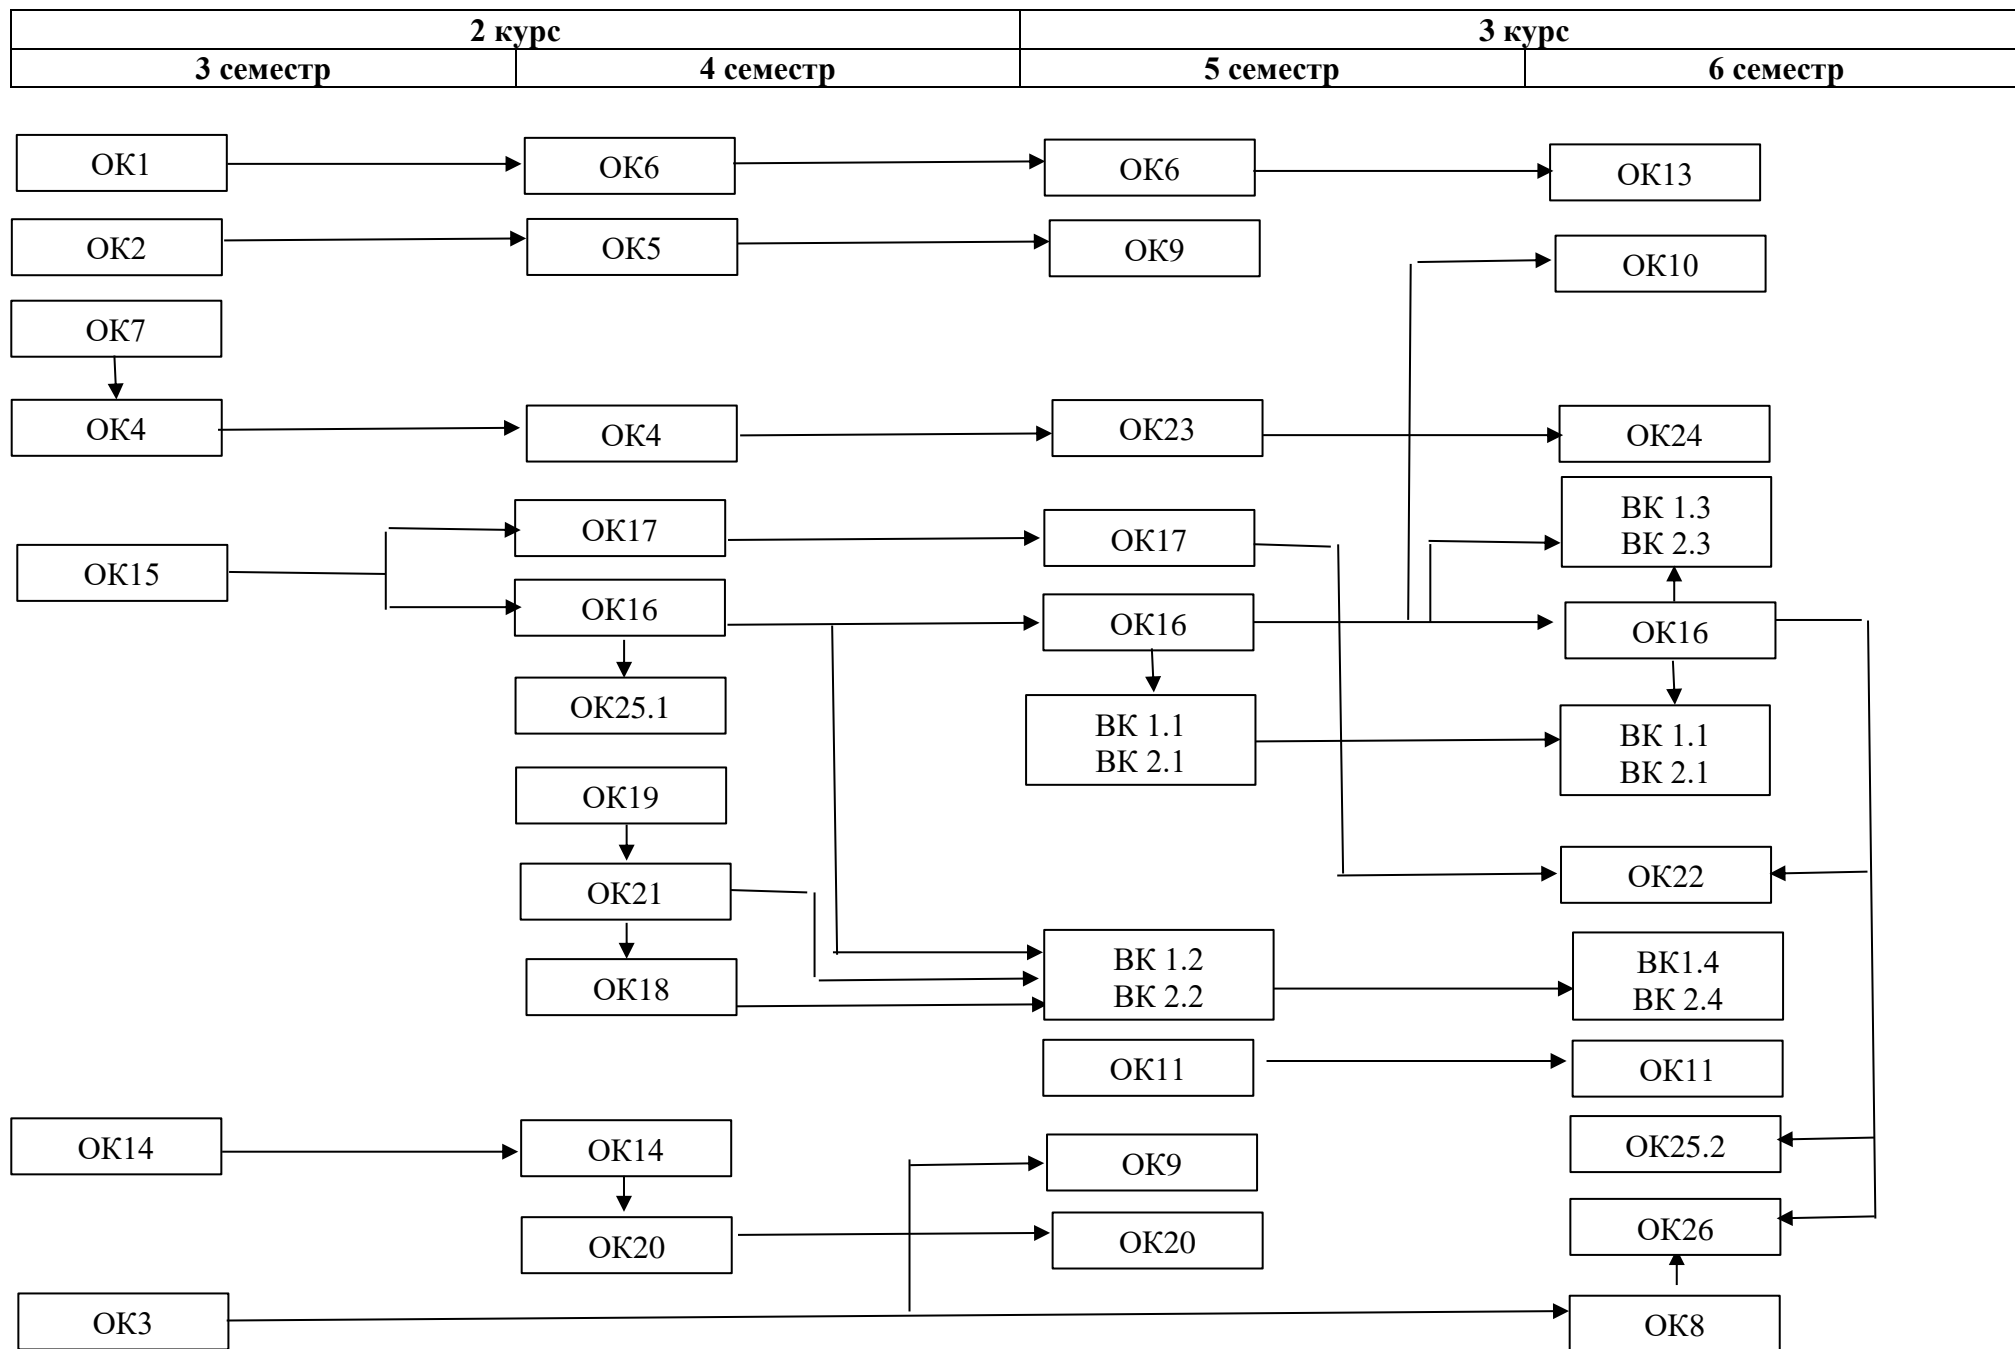 2 курс
3 курс
3 семестр
4 семестр
5 семестр
6 семестр
ОК1
ОК6
ОК6
ОК13
ОК2
ОК5
ОК9
ОК10
ОК7
ОК4
ОК4
ОК23
ОК24
ОК15
ОК17
ОК17
ВК 1.3
ВК 2.3
ОК16
ОК16
ОК16
ОК25.1
ВК 1.1
ВК 2.1
ВК 1.1
ВК 2.1
ОК19
ОК21
ОК22
ОК18
ВК 1.2
ВК 2.2
ВК1.4
ВК 2.4
ОК11
ОК11
ОК14
ОК14
ОК9
ОК25.2
ОК20
ОК20
ОК26
ОК3
ОК8